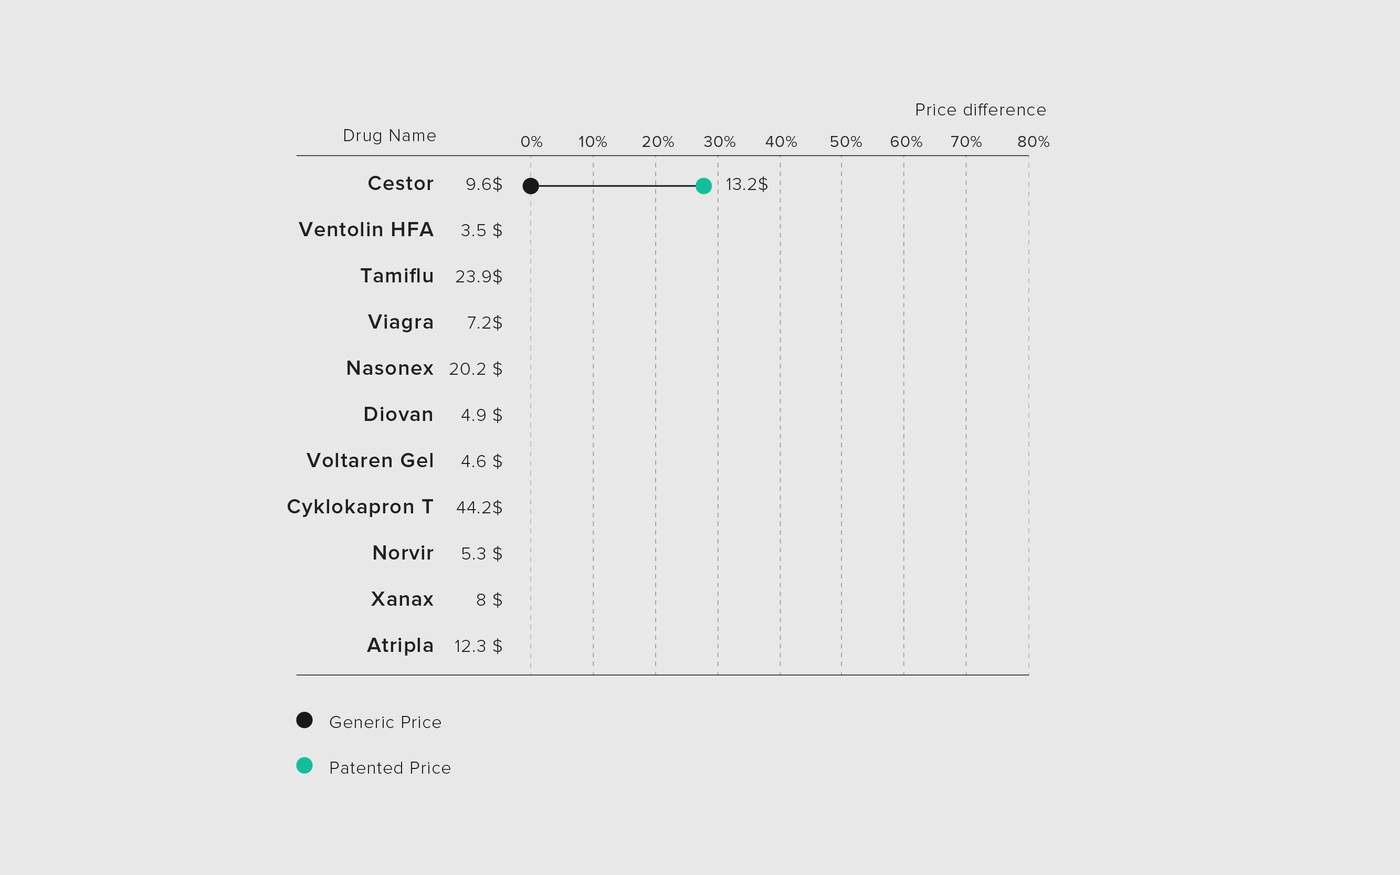 Price difference
Drug Name 0% 10% 20% 30% 40% 50% 60% 70% 80%
Cestor 9.6$ 13.2$
Ventolin HFA 3.5 $
Tamiflu 23.9$
Viagra 7.2$
Nasonex 20.2 $
Diovan 4.9 $
Voltaren Gel 4.6 $
Cyklokapron T 44.2$
Norvir 5.3 $
Xanax 8 $
Atripla 12.3 $
Generic Price
Patented Price